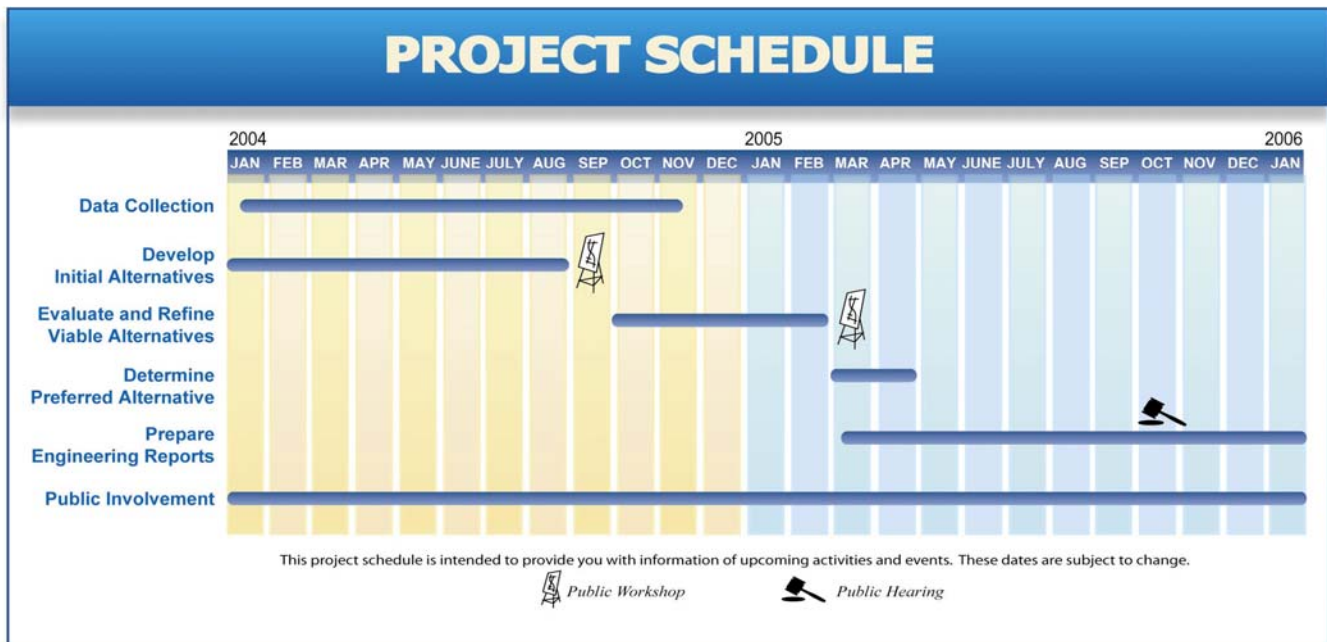 PROJECT SCHEDULE
2004 2005 2006
JAN FEB MAR APR MAY JUNE JULY AUG SEP OCT NOV DEC JAN FEB MAR APR MAY JUNE JULY AUG SEP OCT NOV DEC JAN
Data Collection
Develop
Initial Alternatives
Evaluate and Refine
Viable Alternatives
Determine
Preferred Alternative
Prepare
Engineering Reports
Public Involvement
This project schedule is intended to provide you with information of upcoming activities and events. These dates are subject to change.
Public Workshop Public Hearing